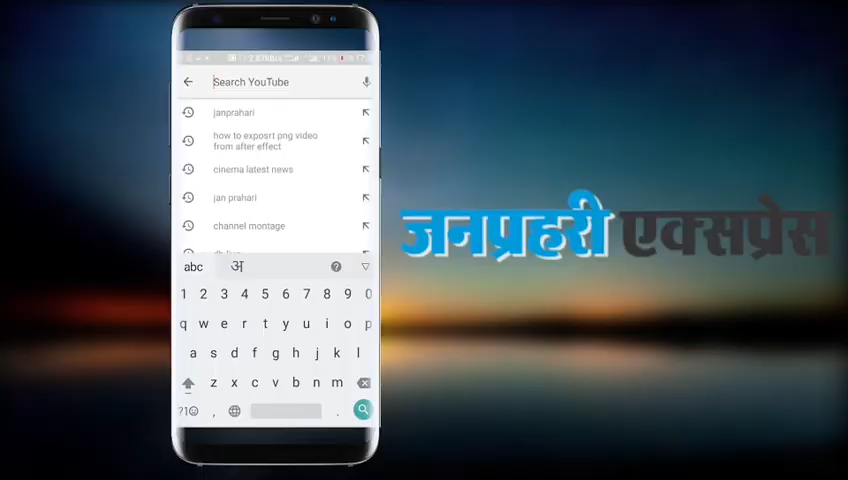 Search YouTube
janprahari
how to exposrt png video
from after effect
cinema latest news
jan prahari
channel montage
abc अ
1 2 3 4 5 6 7 8 9 0
q w e r t y u i o p
a s d f g h j k l
z x c v b n m
?1☺ , .
जनप्रहरी एक्सप्रेस